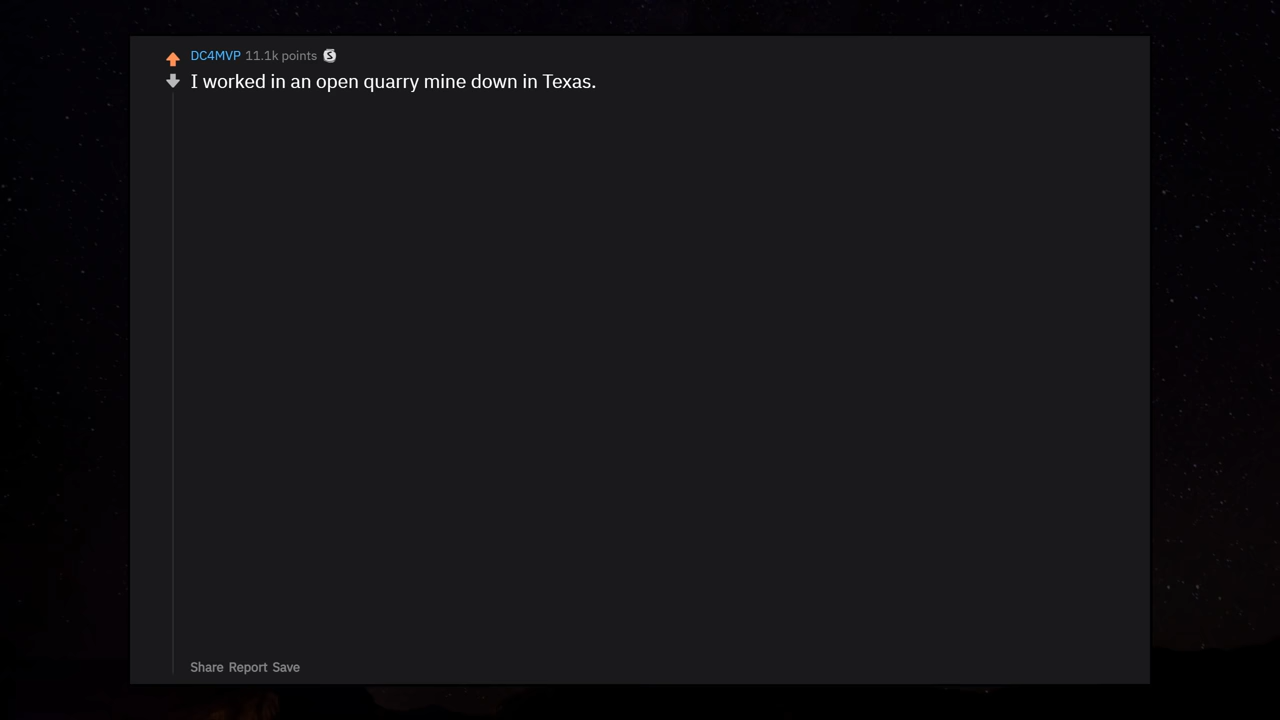 DC4MVP 11.1k points
I worked in an open quarry mine down in Texas.
Share Report Save